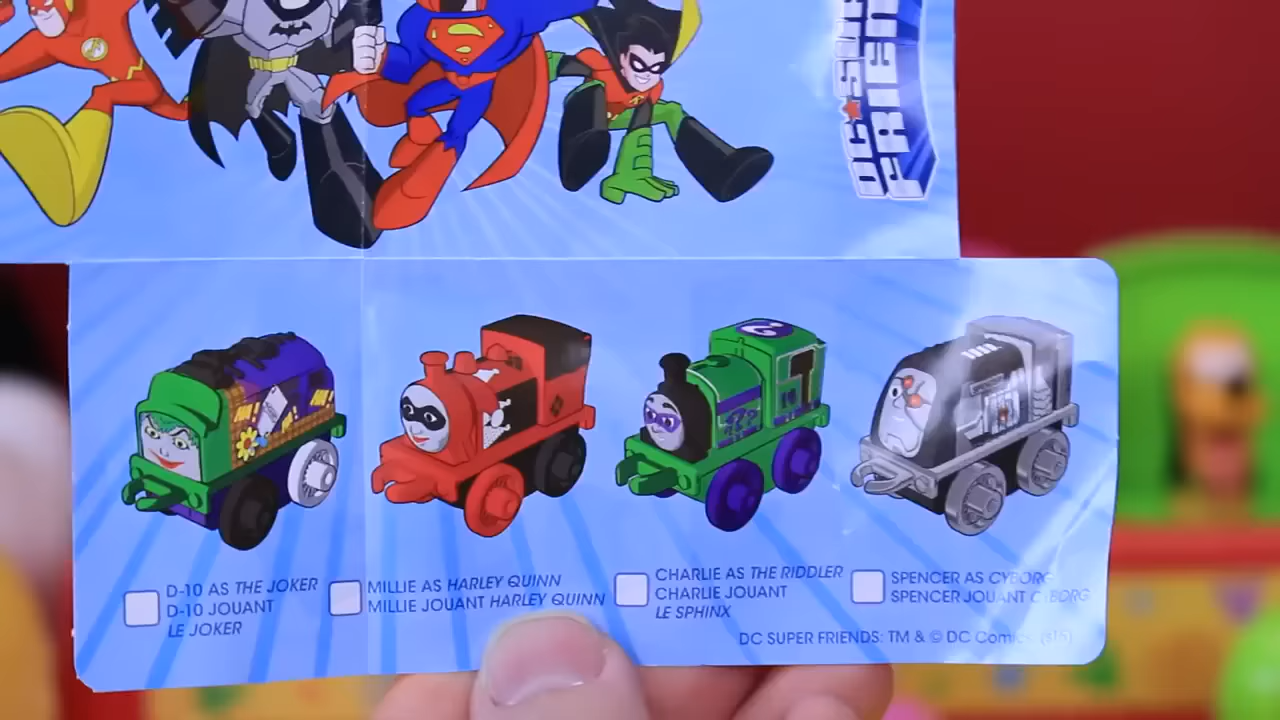 D-10 AS THE JOKER
D-10 JOUANT
LE JOKER
MILLIE AS HARLEY QUINN
MILLIE JOUANT HARLEY QUINN
CHARLIE AS THE RIDDLER
CHARLIE JOUANT
LE SPHINX
SPENCER AS CYBORG
SPENCER JOUANT CYBORG
DC SUPER FRIENDS: TM & © DC Comics.